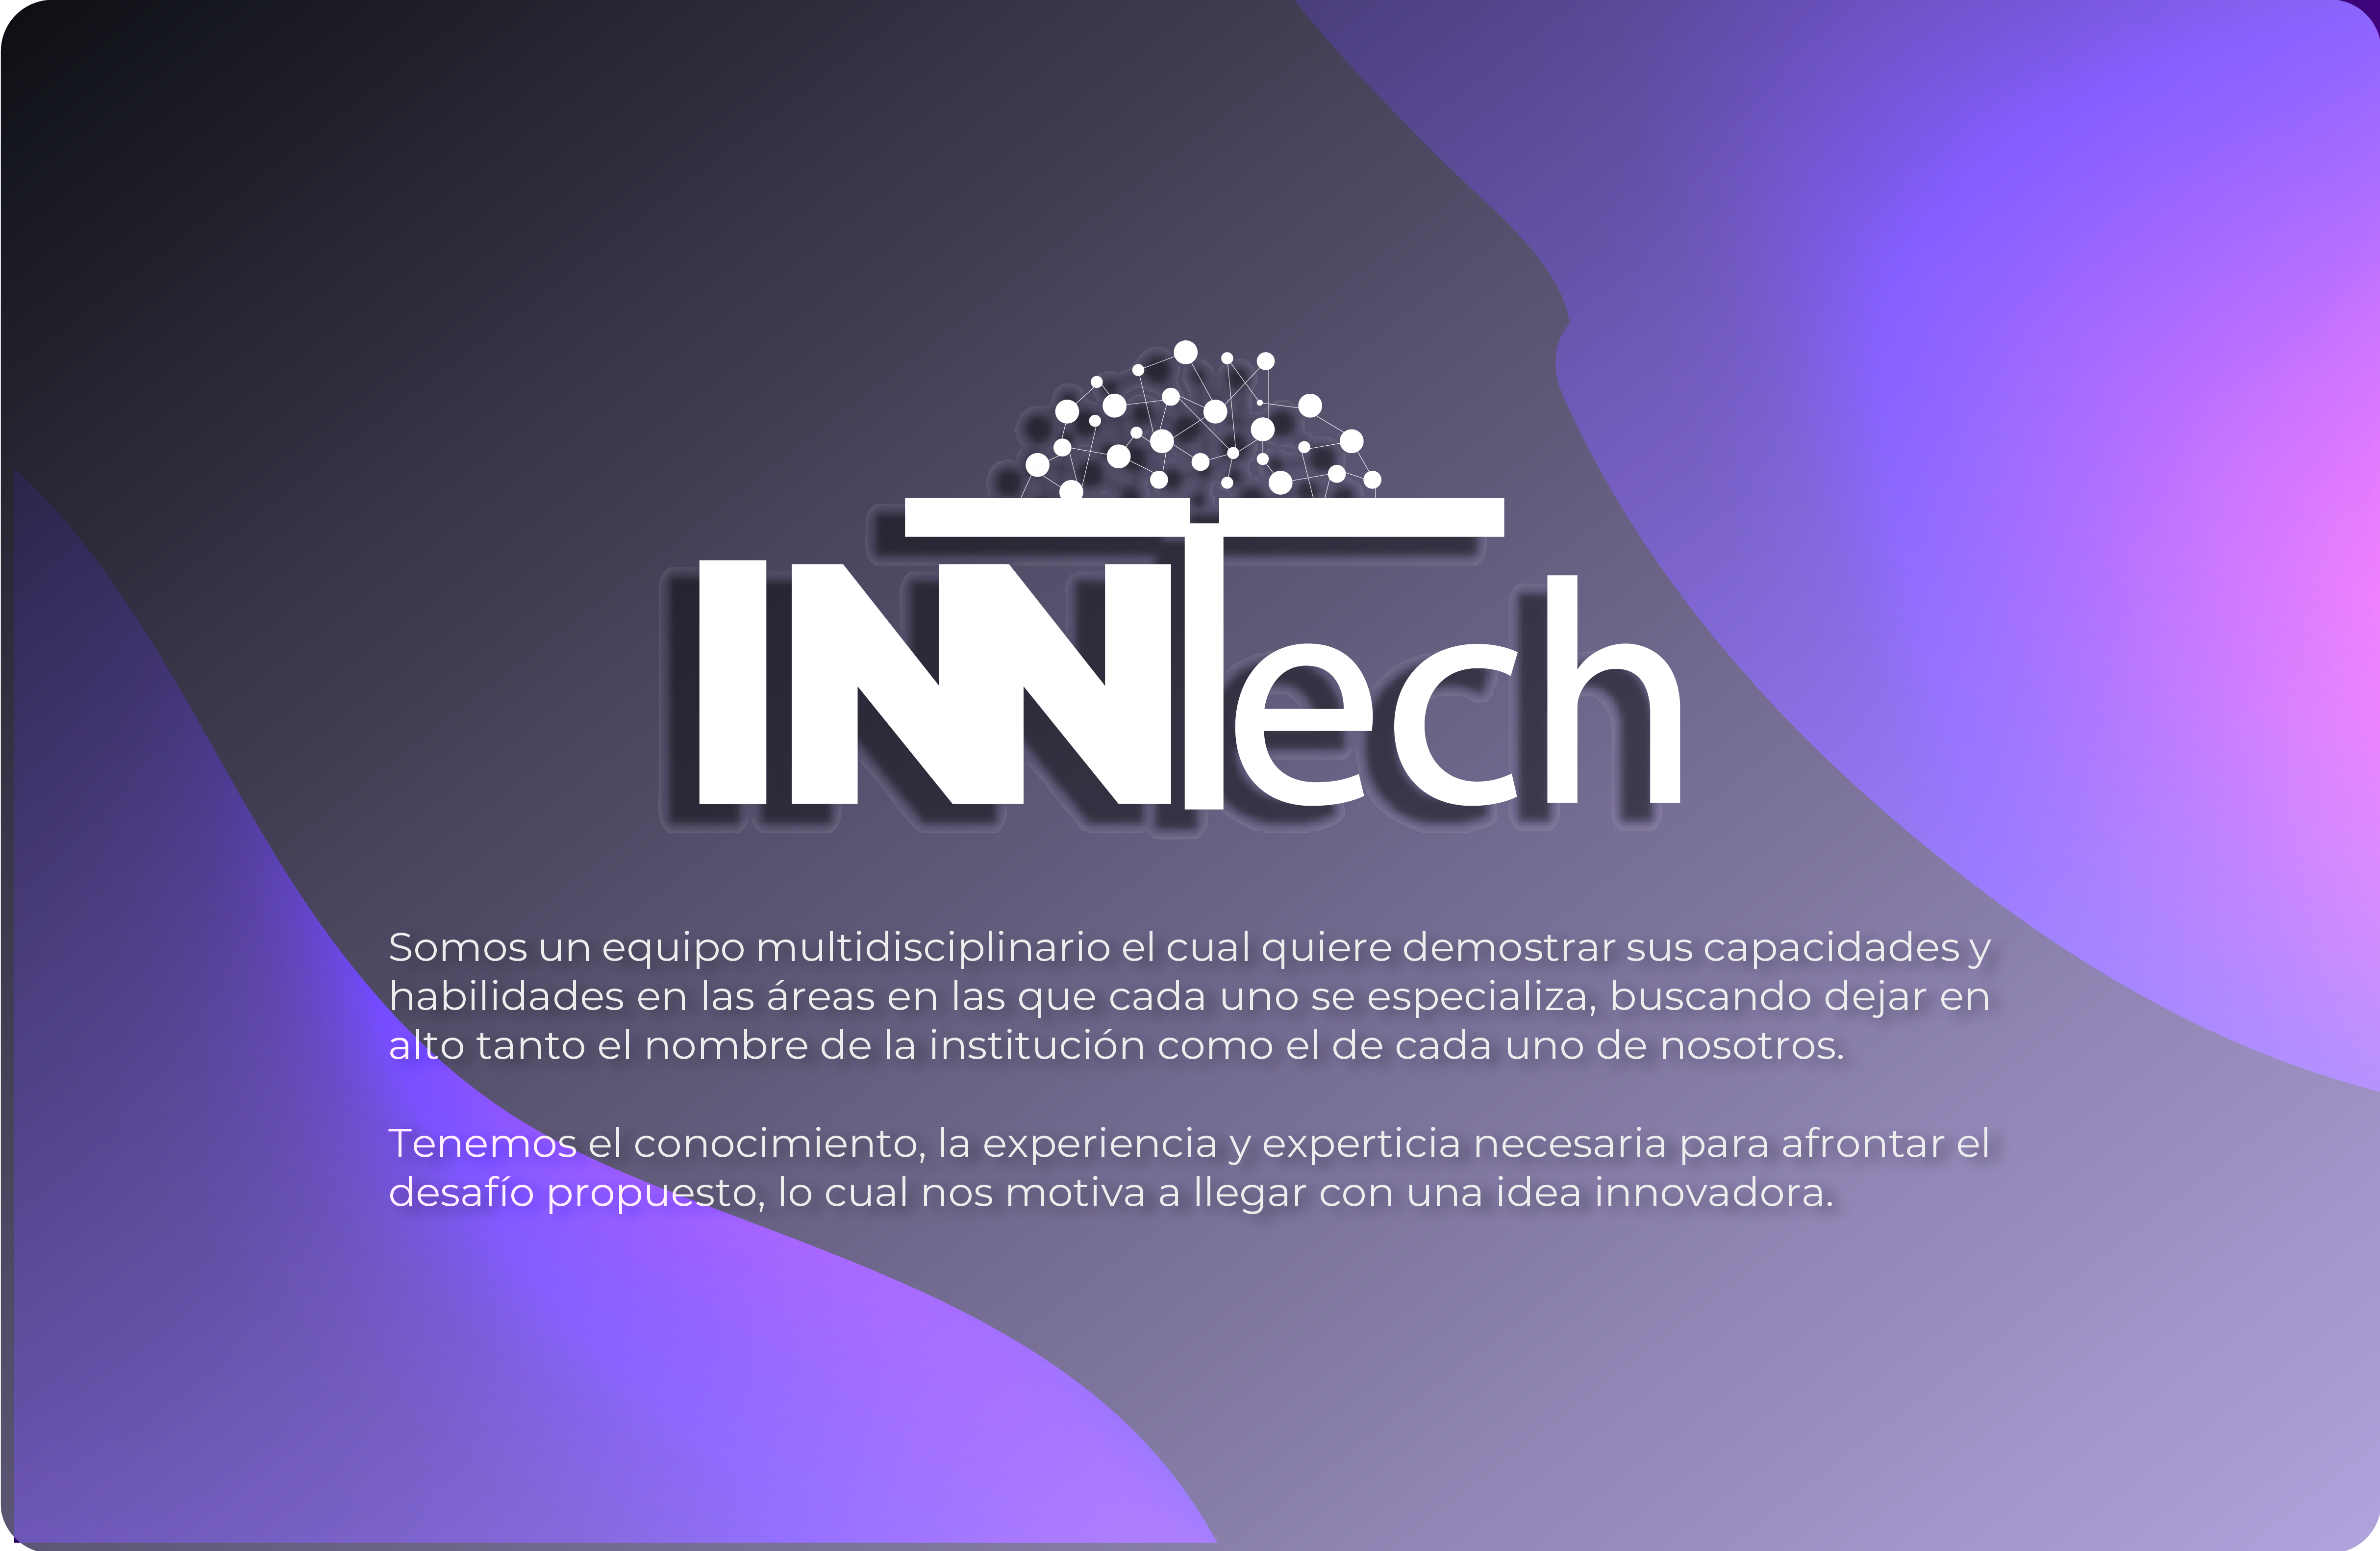 INNTech
Somos un equipo multidisciplinario el cual quiere demostrar sus capacidades y
habilidades en las áreas en las que cada uno se especializa, buscando dejar en
alto tanto el nombre de la institución como el de cada uno de nosotros.
Tenemos el conocimiento, la experiencia y experticia necesaria para afrontar el
desafío propuesto, lo cual nos motiva a llegar con una idea innovadora.